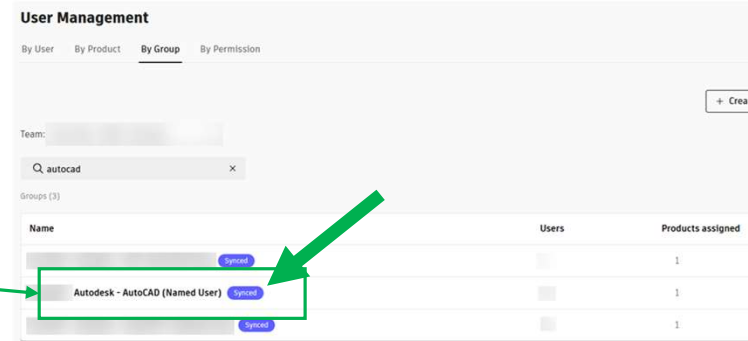 User Management
By User By Product By Group By Permission
+ Crea
Team:
autocad ×
Groups (3)
Name Users Products assigned
Synced 1
Autodesk - AutoCAD (Named User) Synced 1
Synced 1